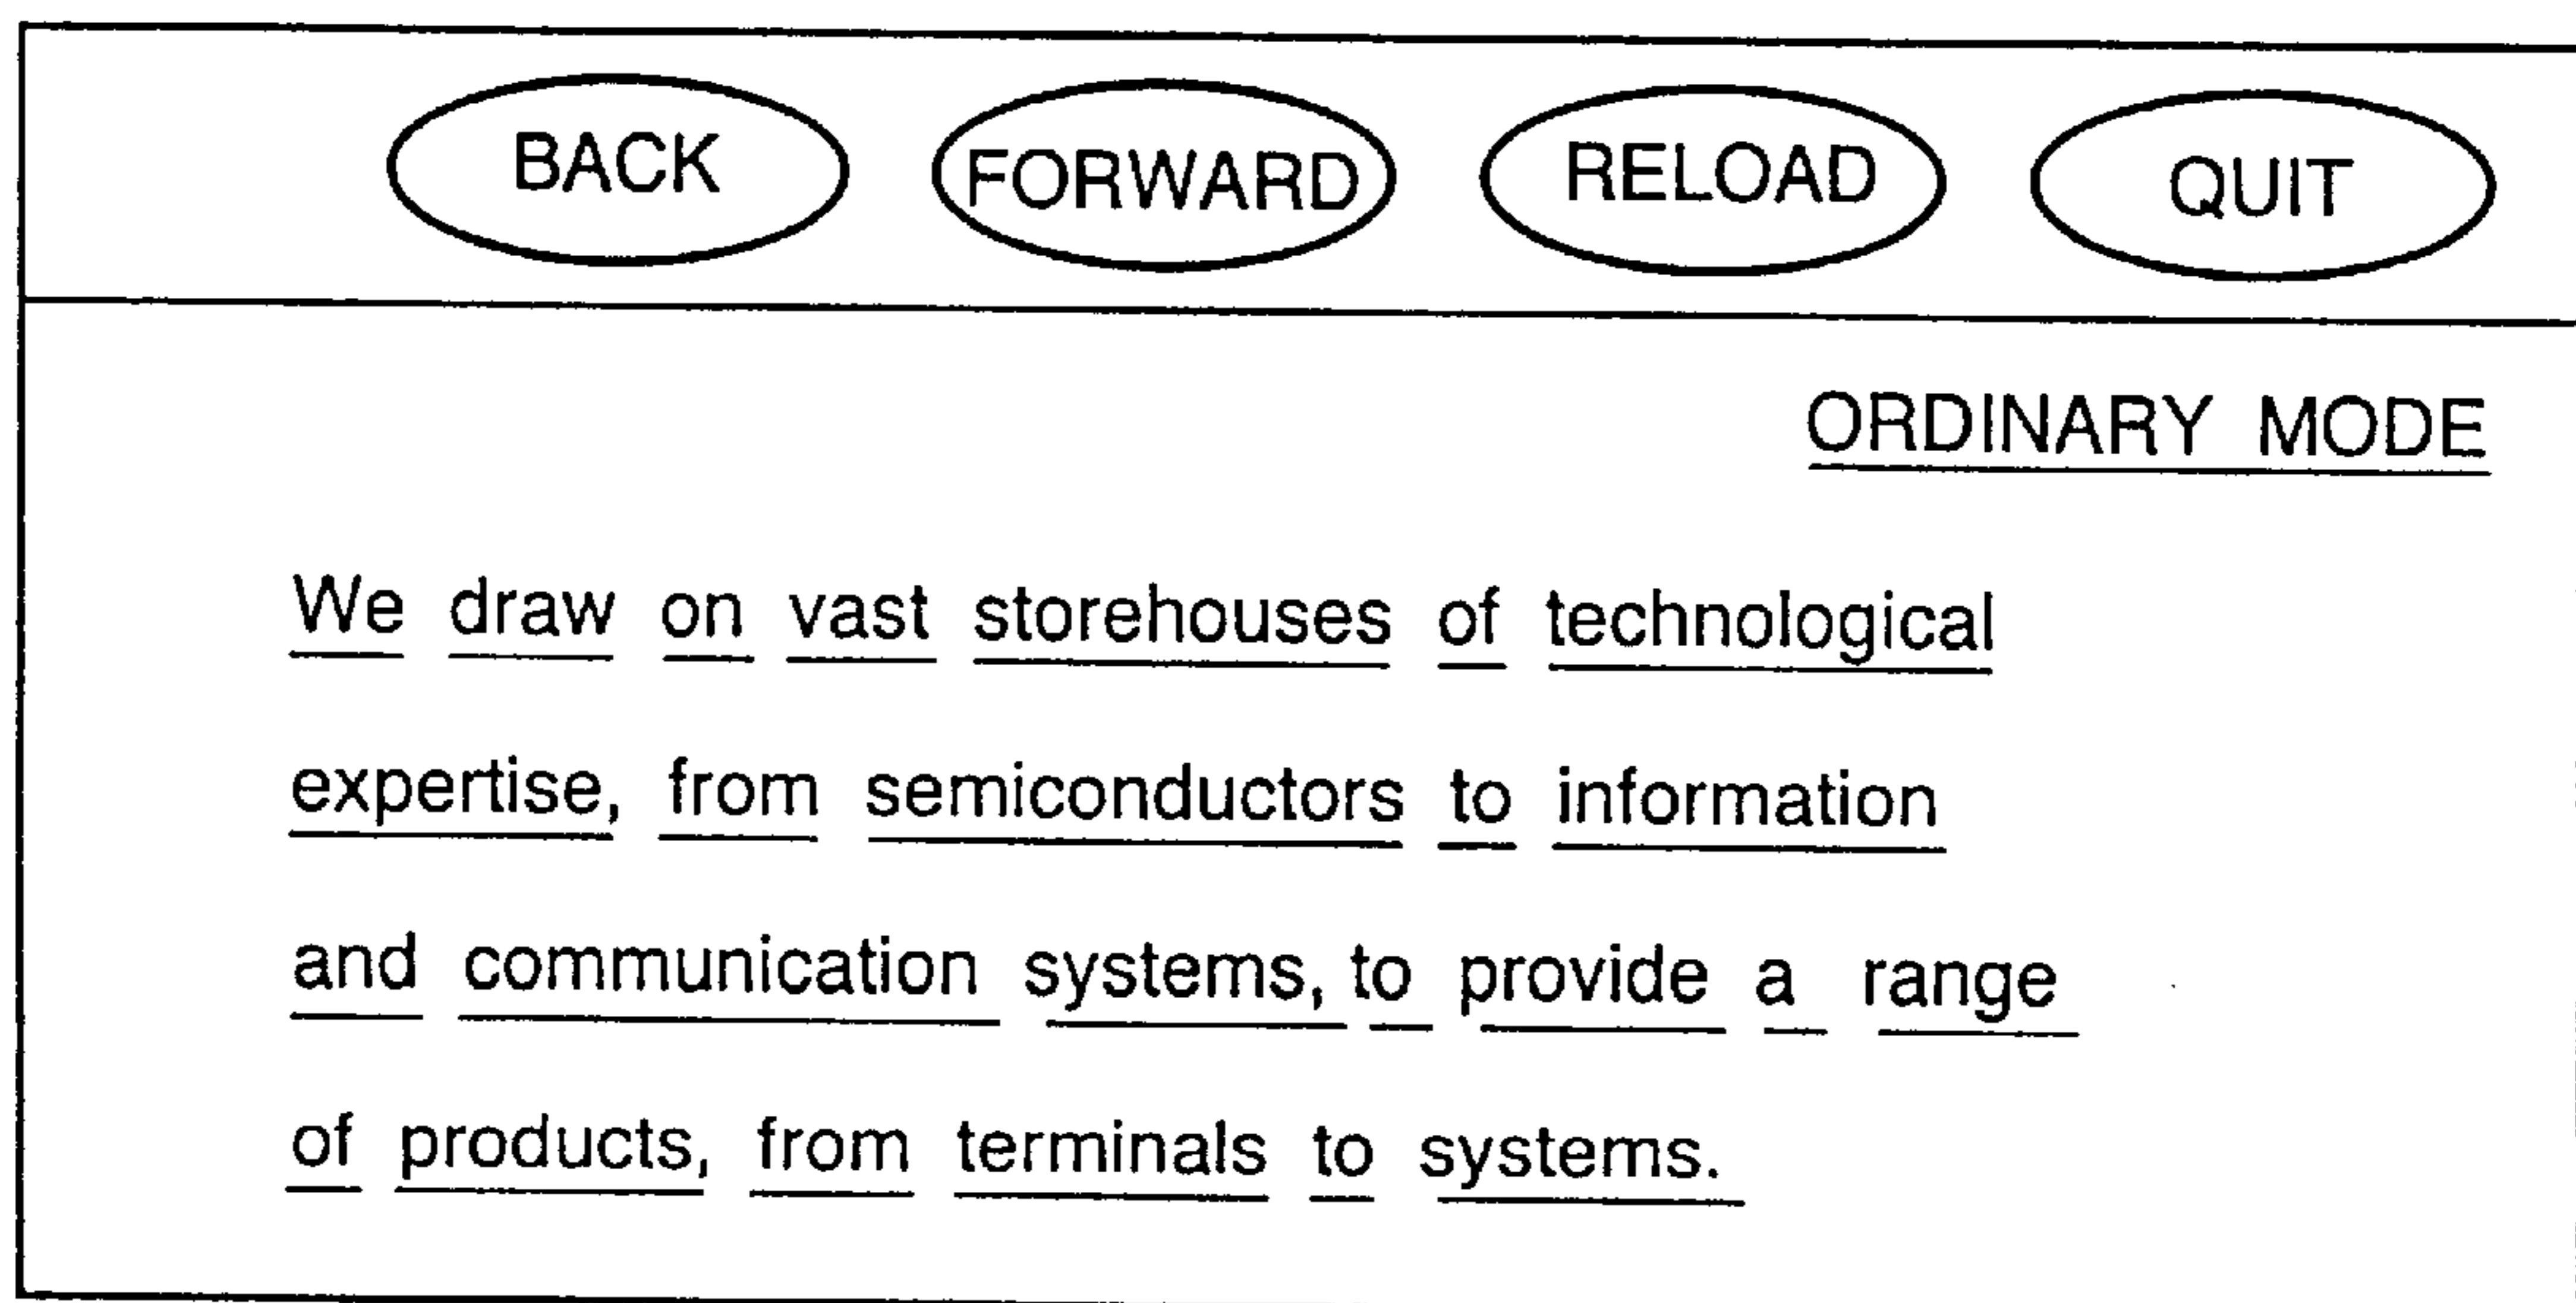 BACK FORWARD RELOAD QUIT
ORDINARY MODE
We draw on vast storehouses of technological
expertise, from semiconductors to information
and communication systems, to provide a range
of products, from terminals to systems.